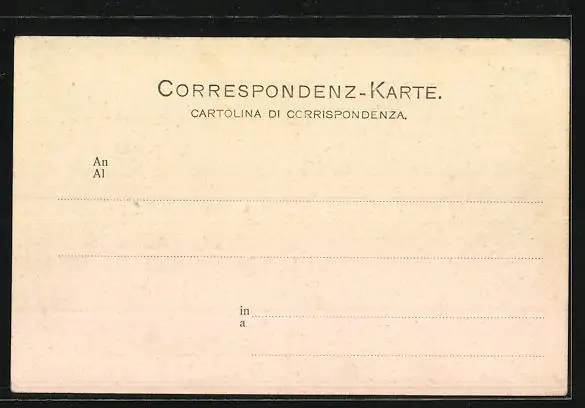 CORRESPONDENZ-KARTE.
CARTOLINA DI CORRISPONDENZA.
An
Al
in
a